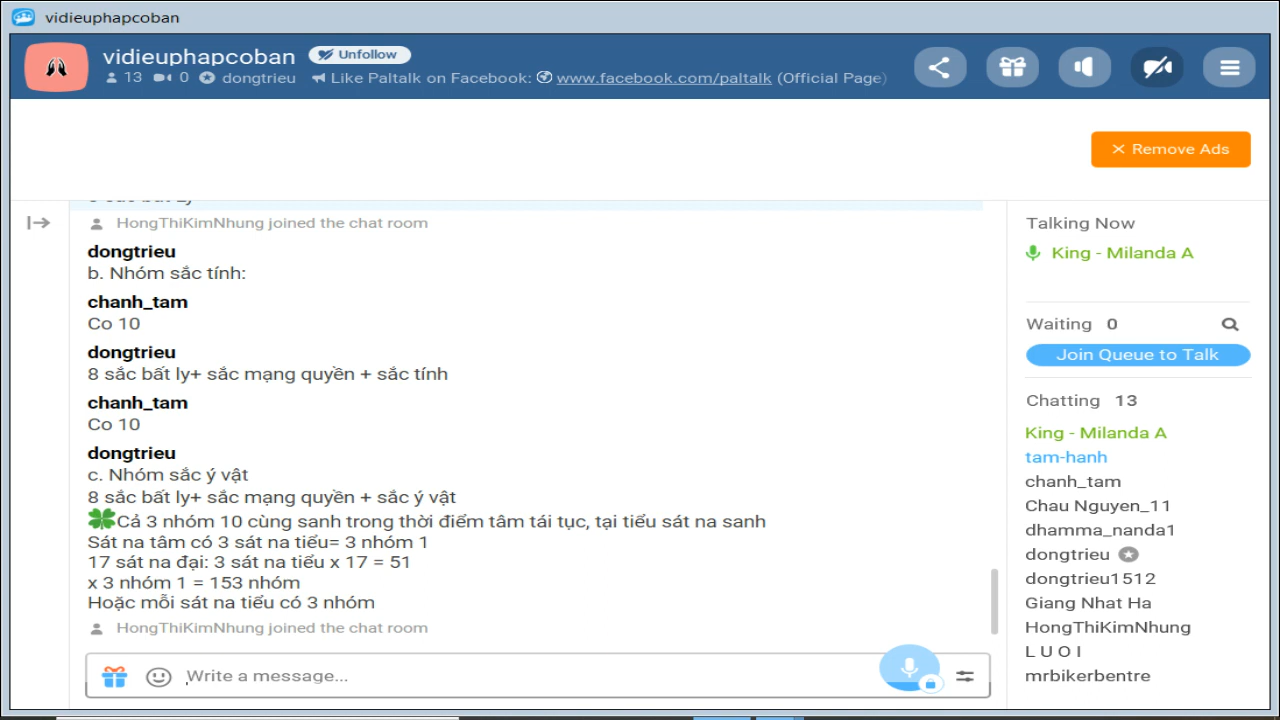 vidieuphapcoban
vidieuphapcoban Unfollow
13 0 dongtrieu Like Paltalk on Facebook: www.facebook.com/paltalk (Official Page)
Remove Ads
HongThiKimNhung joined the chat room
dongtrieu
b. Nhóm sắc tính:
chanh_tam
Co 10
dongtrieu
8 sắc bất ly+ sắc mạng quyền + sắc tính
chanh_tam
Co 10
dongtrieu
c. Nhóm sắc ý vật
8 sắc bất ly+ sắc mạng quyền + sắc ý vật
Cả 3 nhóm 10 cùng sanh trong thời điểm tâm tái tục, tại tiểu sát na sanh
Sát na tâm có 3 sát na tiểu= 3 nhóm 1
17 sát na đại: 3 sát na tiểu x 17 = 51
x 3 nhóm 1 = 153 nhóm
Hoặc mỗi sát na tiểu có 3 nhóm
HongThiKimNhung joined the chat room
Write a message...
Talking Now
King - Milanda A
Waiting 0
Join Queue to Talk
Chatting 13
King - Milanda A
tam-hanh
chanh_tam
Chau Nguyen_11
dhamma_nanda1
dongtrieu
dongtrieu1512
Giang Nhat Ha
HongThiKimNhung
L U O I
mrbikerbentre